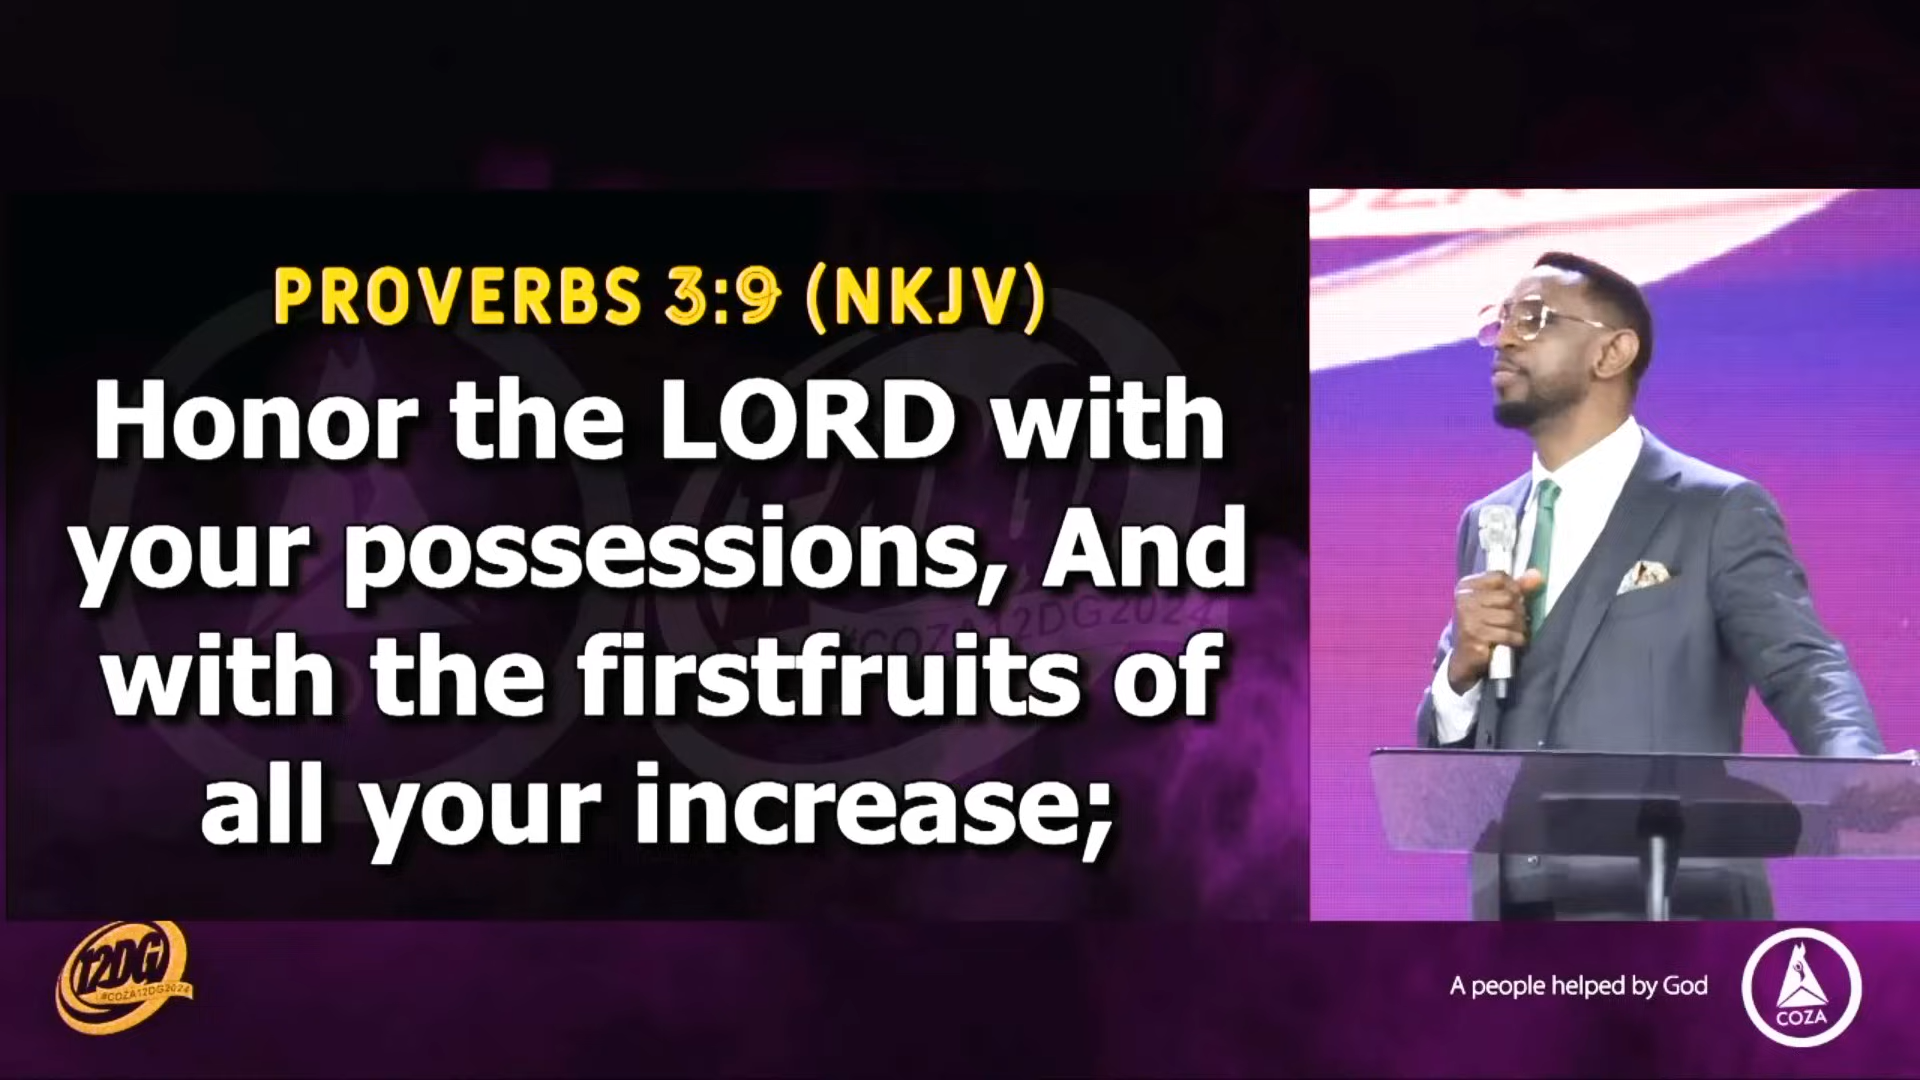 PROVERBS 3:9 (NKJV)
Honor the LORD with
your possessions, And
with the firstfruits of
all your increase;
#COZA12DG2024
12DG
#COZA12DG2024
A people helped by God
COZA